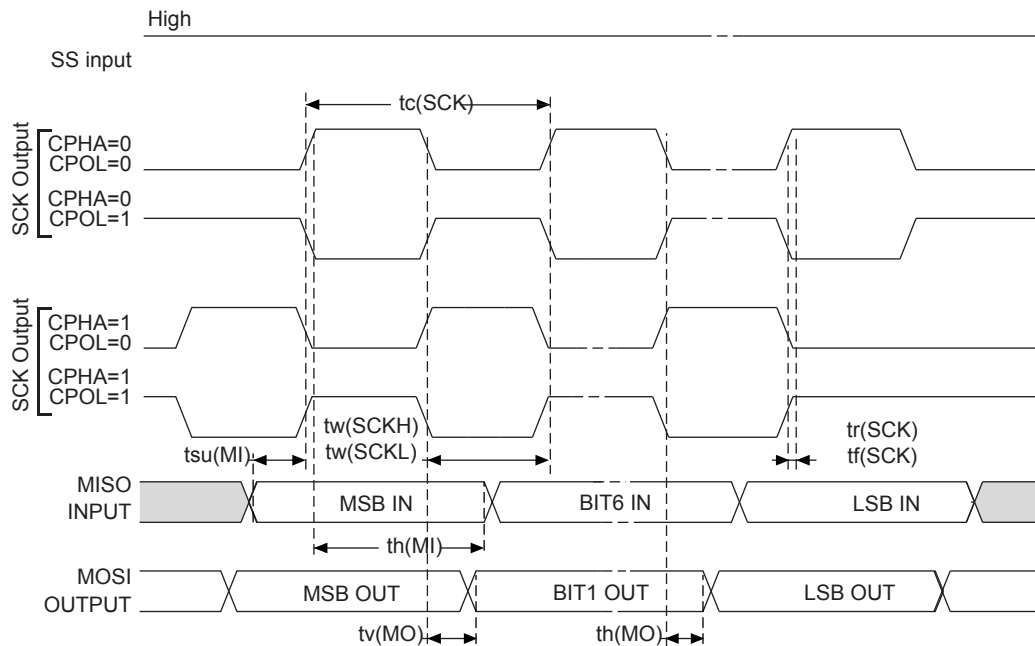 High
SS input
tc(SCK)
SCK Output
CPHA=0
CPOL=0
CPHA=0
CPOL=1
SCK Output
CPHA=1
CPOL=0
CPHA=1
CPOL=1
tw(SCKH)
tw(SCKL)
tr(SCK)
tf(SCK)
tsu(MI)
MISO
INPUT
MSB IN
BIT6 IN
LSB IN
th(MI)
MOSI
OUTPUT
MSB OUT
BIT1 OUT
LSB OUT
tv(MO)
th(MO)